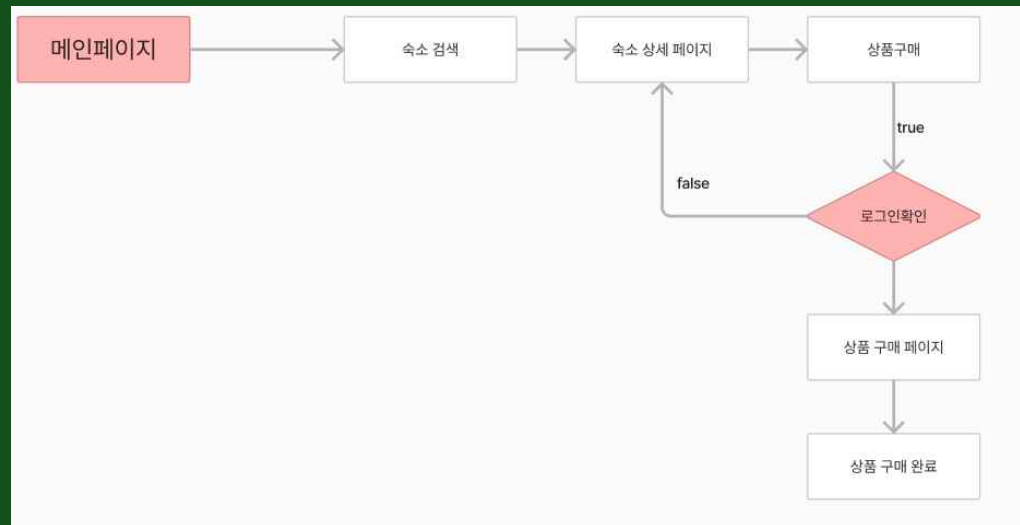 메인페이지
숙소 검색
숙소 상세 페이지
상품구매
true
false
로그인확인
상품 구매 페이지
상품 구매 완료